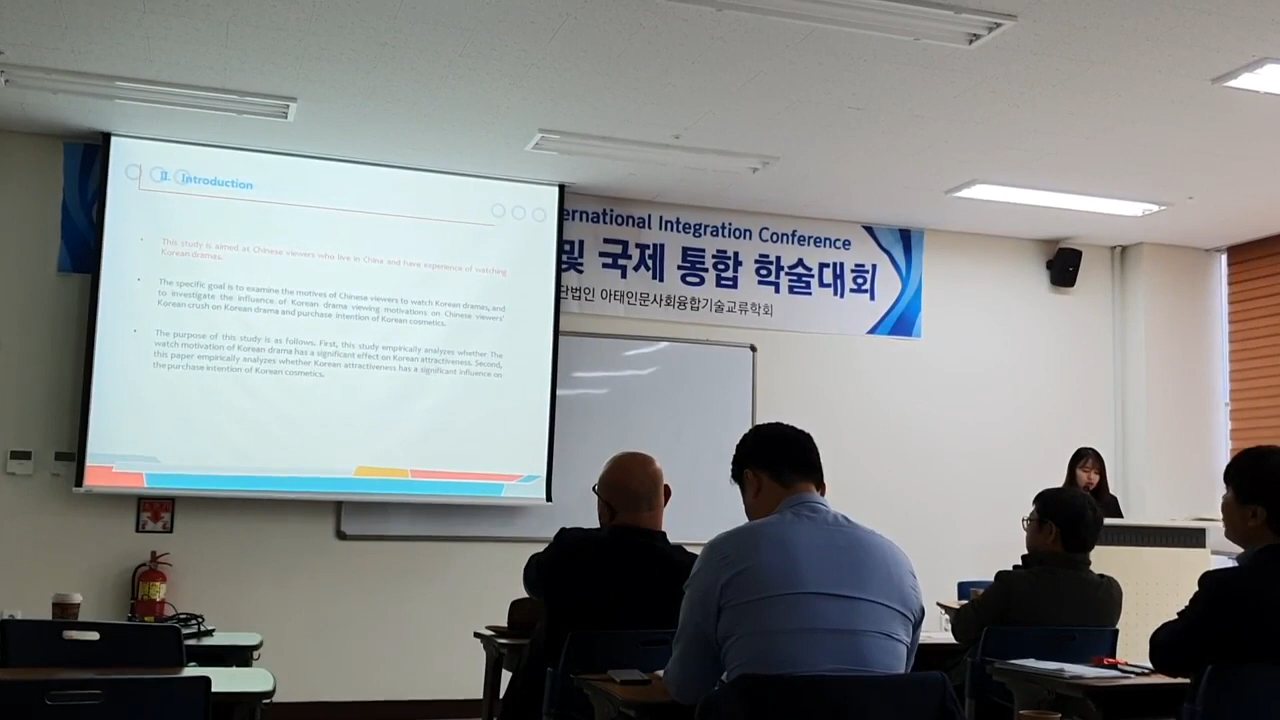 II. Introduction
This study is aimed at Chinese viewers who live in China and have experience of watching
Korean dramas.
The specific goal is to examine the motives of Chinese viewers to watch Korean dramas, and
to investigate the influence of Korean drama viewing motivations on Chinese viewers'
Korean crush on Korean drama and purchase intention of Korean cosmetics.
The purpose of this study is as follows. First, this study empirically analyzes whether The
watch motivation of Korean drama has a significant effect on Korean attractiveness. Second,
this paper empirically analyzes whether Korean attractiveness has a significant influence on
the purchase intention of Korean cosmetics.
ernational Integration Conference
및 국제 통합 학술대회
단법인 아태인문사회융합기술교류학회